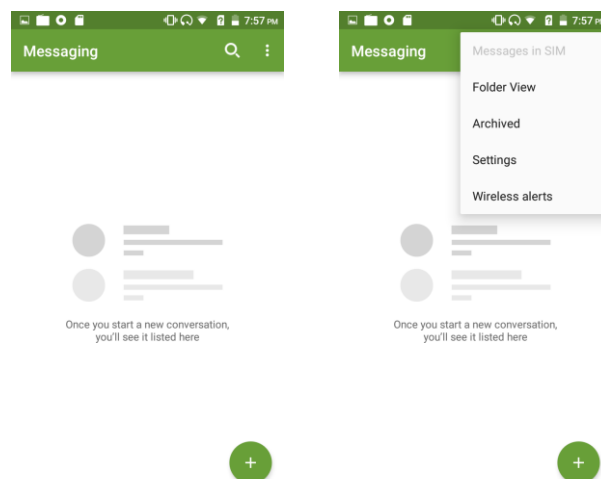 7:57 PM
Messaging
Once you start a new conversation,
you'll see it listed here
+
7:57 P
Messaging
Messages in SIM
Folder View
Archived
Settings
Wireless alerts
Once you start a new conversation,
you'll see it listed here
+